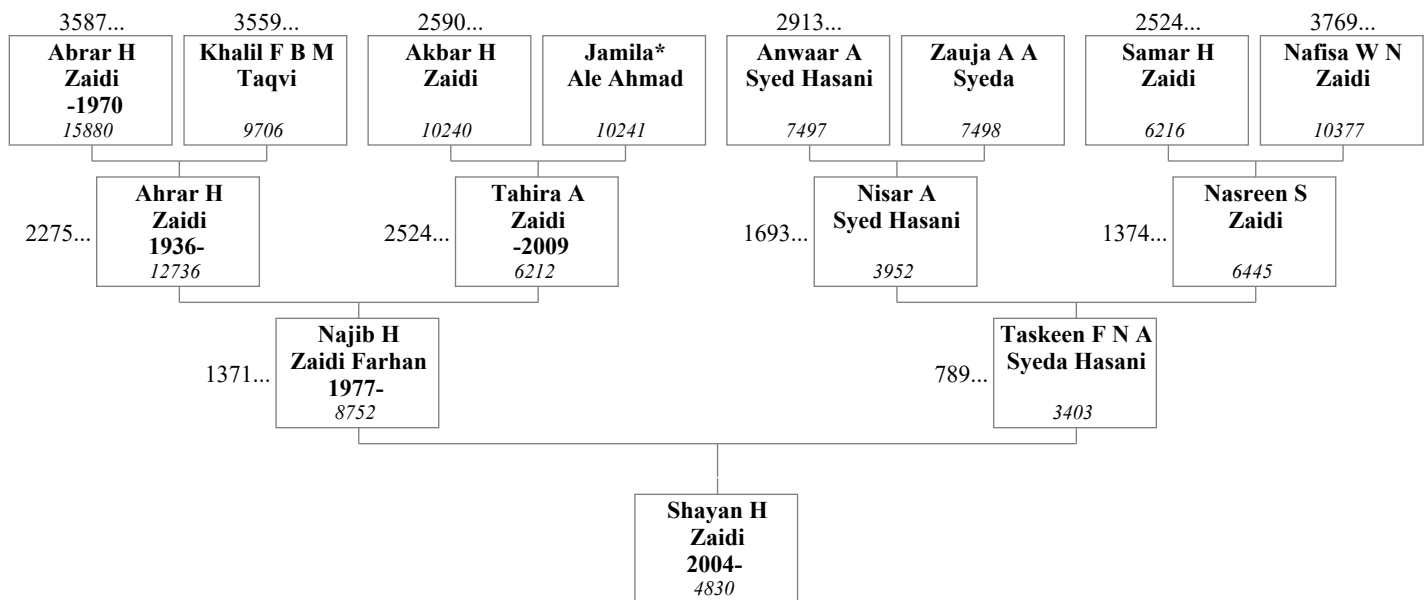 3587...
3559...
2590...
2913...
2524...
3769...
Abrar H
Zaidi
-1970
15880
Khalil F B M
Taqvi
9706
Akbar H
Zaidi
10240
Jamila*
Ale Ahmad
10241
Anwaar A
Syed Hasani
7497
Zauja A A
Syeda
7498
Samar H
Zaidi
6216
Nafisa W N
Zaidi
10377
2275...
Ahrar H
Zaidi
1936-
12736
2524...
Tahira A
Zaidi
-2009
6212
1693...
Nisar A
Syed Hasani
3952
1374...
Nasreen S
Zaidi
6445
1371...
Najib H
Zaidi Farhan
1977-
8752
789...
Taskeen F N A
Syeda Hasani
3403
Shayan H
Zaidi
2004-
4830